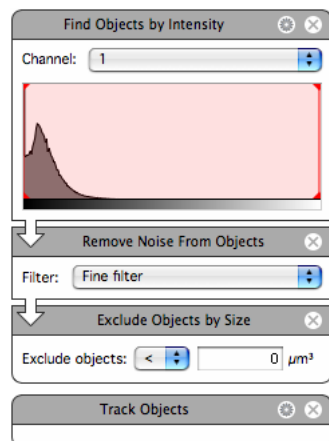 Find Objects by Intensity
Channel: 1
Remove Noise From Objects
Filter: Fine filter
Exclude Objects by Size
Exclude objects: < 0 µm³
Track Objects